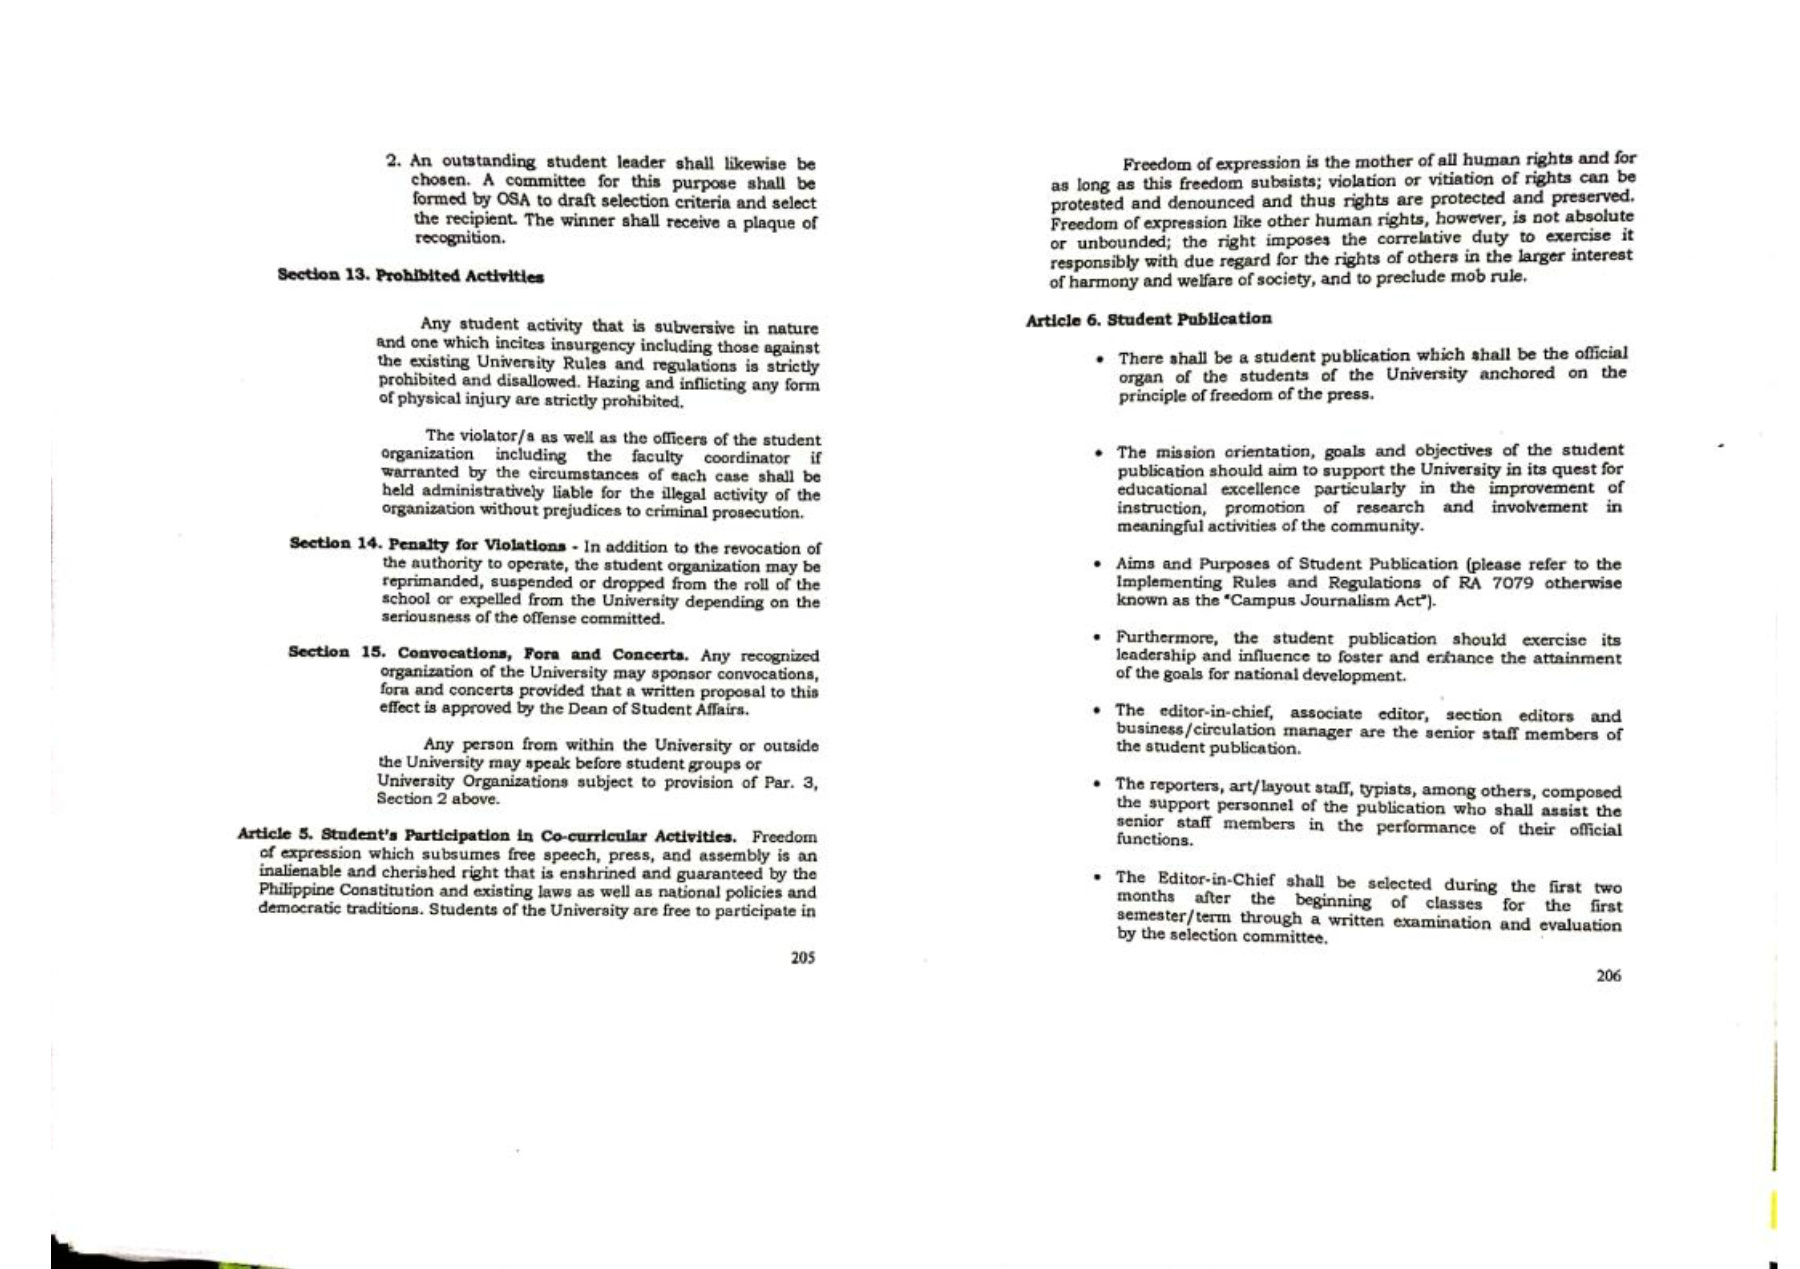 2. An outstanding student leader shall likewise be
chosen. A committee for this purpose shall be
formed by OSA to draft selection criteria and select
the recipient. The winner shall receive a plaque of
recognition.
Section 13. Prohibited Activities
Any student activity that is subversive in nature
and one which incites insurgency including those against
the existing University Rules and regulations is strictly
prohibited and disallowed. Hazing and inflicting any form
of physical injury are strictly prohibited.
The violator/s as well as the officers of the student
organization including the faculty coordinator if
warranted by the circumstances of each case shall be
held administratively liable for the illegal activity of the
organization without prejudices to criminal prosecution.
Section 14. Penalty for Violations - In addition to the revocation of
the authority to operate, the student organization may be
reprimanded, suspended or dropped from the roll of the
school or expelled from the University depending on the
seriousness of the offense committed.
Section 15. Convocations, Fora and Concerts. Any recognized
organization of the University may sponsor convocations,
fora and concerts provided that a written proposal to this
effect is approved by the Dean of Student Affairs.
Any person from within the University or outside
the University may speak before student groups or
University Organizations subject to provision of Par. 3,
Section 2 above.
Article 5. Student's Participation in Co-curricular Activities. Freedom
of expression which subsumes free speech, press, and assembly is an
inalienable and cherished right that is enshrined and guaranteed by the
Philippine Constitution and existing laws as well as national policies and
democratic traditions. Students of the University are free to participate in
205
Freedom of expression is the mother of all human rights and for
as long as this freedom subsists; violation or vitiation of rights can be
protested and denounced and thus rights are protected and preserved.
Freedom of expression like other human rights, however, is not absolute
or unbounded; the right imposes the correlative duty to exercise it
responsibly with due regard for the rights of others in the larger interest
of harmony and welfare of society, and to preclude mob rule.
Article 6. Student Publication
• There shall be a student publication which shall be the official
organ of the students of the University anchored on the
principle of freedom of the press.
• The mission orientation, goals and objectives of the student
publication should aim to support the University in its quest for
educational excellence particularly in the improvement of
instruction, promotion of research and involvement in
meaningful activities of the community.
• Aims and Purposes of Student Publication (please refer to the
Implementing Rules and Regulations of RA 7079 otherwise
known as the "Campus Journalism Act").
• Furthermore, the student publication should exercise its
leadership and influence to foster and enhance the attainment
of the goals for national development.
• The editor-in-chief, associate editor, section editors and
business/circulation manager are the senior staff members of
the student publication.
• The reporters, art/layout staff, typists, among others, composed
the support personnel of the publication who shall assist the
senior staff members in the performance of their official
functions.
• The Editor-in-Chief shall be selected during the first two
months after the beginning of classes for the first
semester/term through a written examination and evaluation
by the selection committee.
206